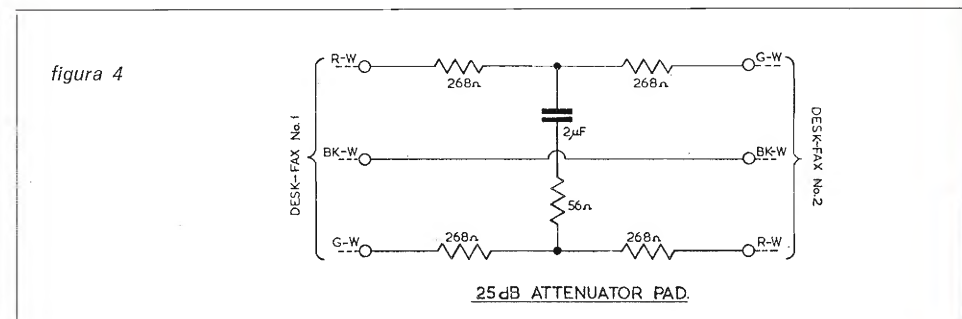 figura 4
R-W
268Ω
268Ω
G-W
2µF
DESK-FAX No.1
BK-W
BK-W
DESK-FAX No.2
56Ω
G-W
268Ω
268Ω
R-W
25dB ATTENUATOR PAD.